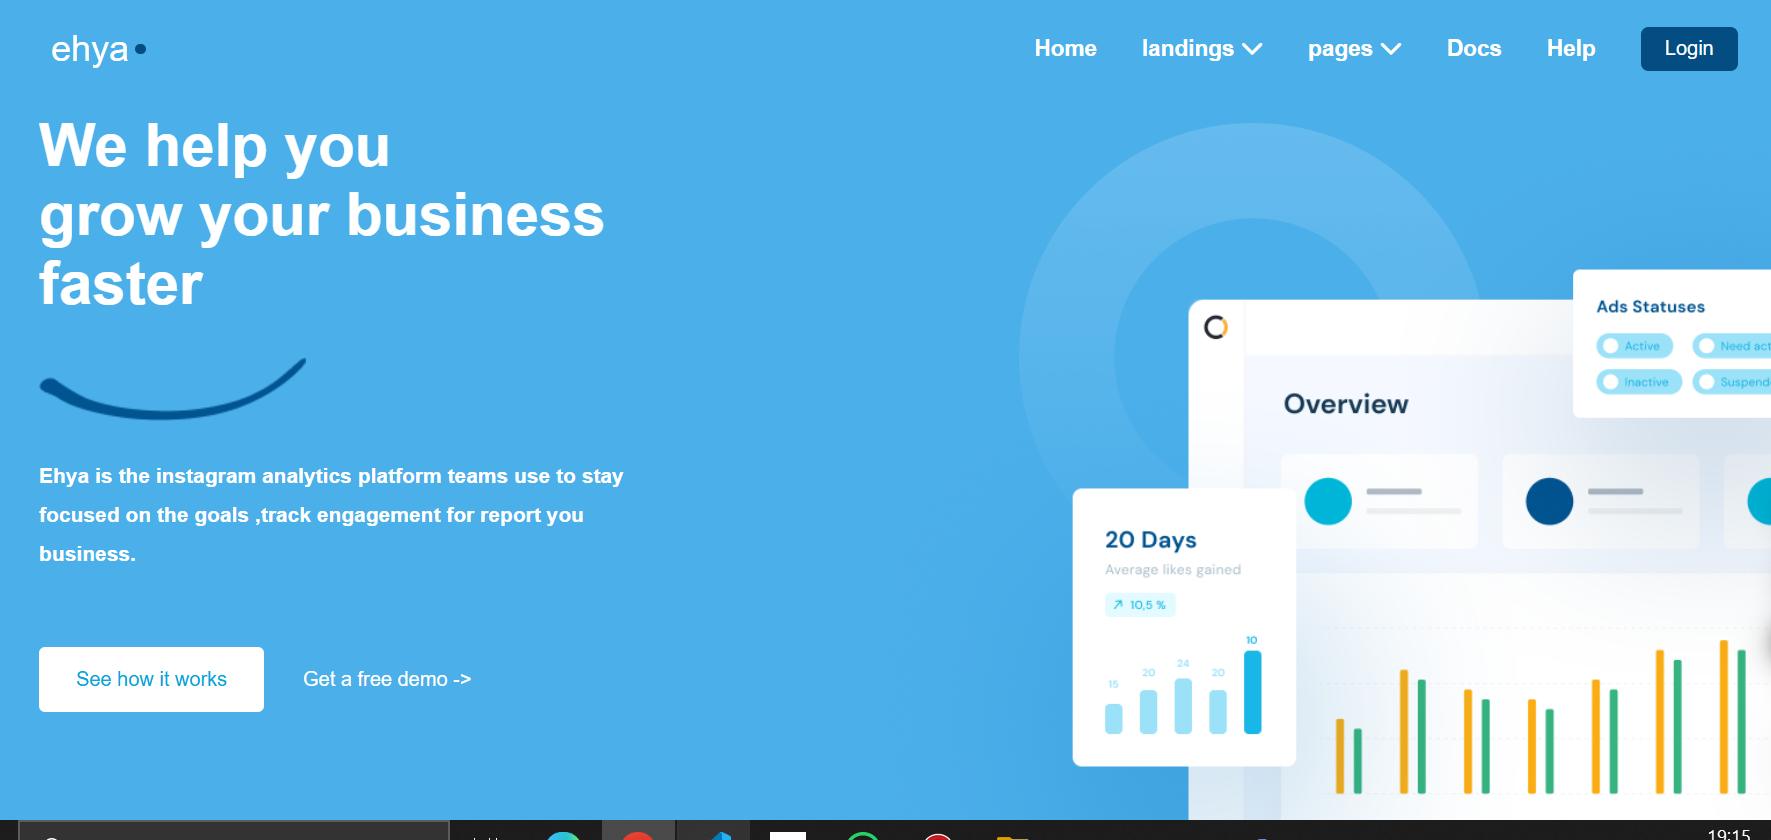 ehya
Home
landings
pages
Docs
Help
Login
We help you
grow your business
faster
Ehya is the instagram analytics platform teams use to stay
focused on the goals ,track engagement for report you
business.
See how it works
Get a free demo ->
Ads Statuses
Active
Need act
Inactive
Suspend
Overview
20 Days
Average likes gained
10,5 %
15
20
24
20
10
19:15